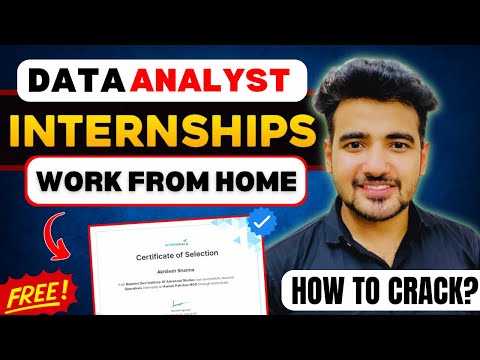 DATA ANALYST
INTERNSHIPS
WORK FROM HOME
Certificate of Selection
Akhilesh Sharma
FREE!
HOW TO CRACK?